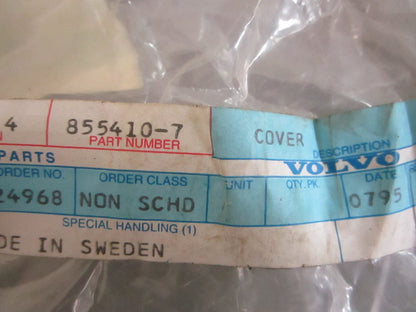 4 855410-7 COVER
N PART NUMBER DESCRIPTION
PARTS VOLVO
ORDER NO. ORDER CLASS UNIT QTY. PK. DATE
24968 NON SCHD 0795
SPECIAL HANDLING (1)
DE IN SWEDEN